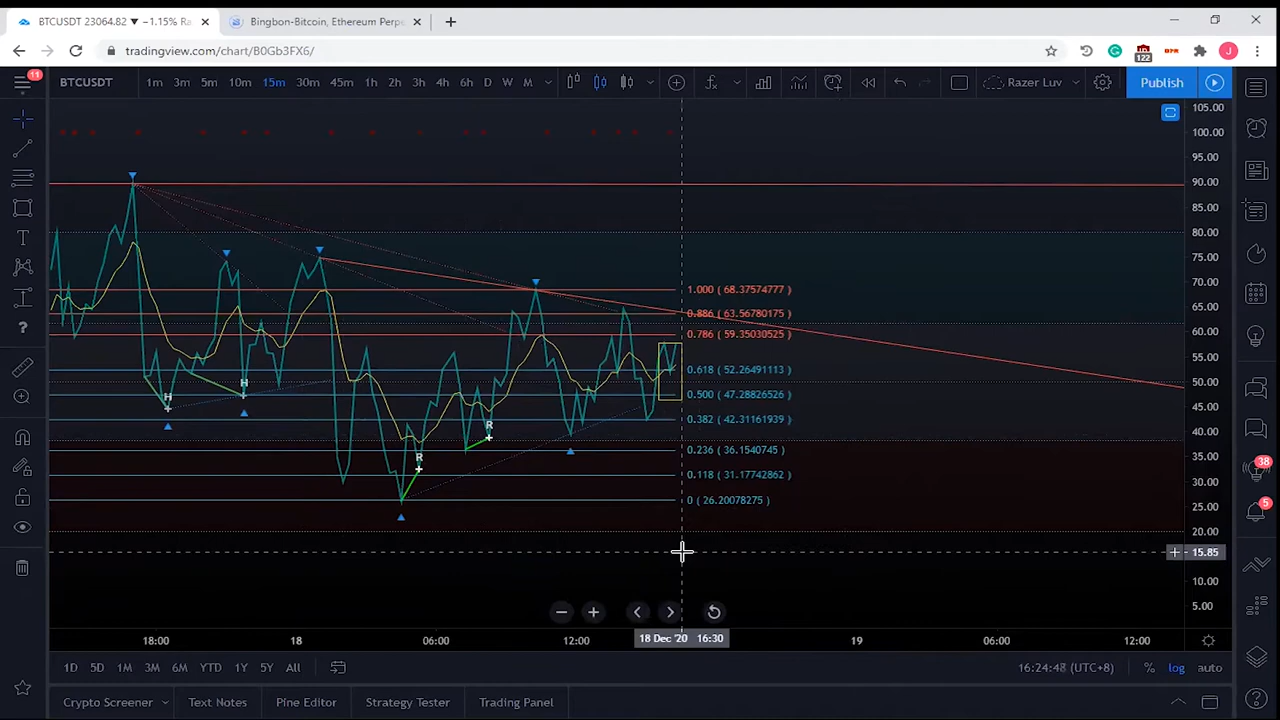 BTCUSDT 23064.82 ▼ −1.15% Ra
Bingbon-Bitcoin, Ethereum Perpe
tradingview.com/chart/B0Gb3FX6/
122
J
11
BTCUSDT 1m 3m 5m 10m 15m 30m 45m 1h 2h 3h 4h 6h D W M
Razer Luv
Publish
105.00
100.00
95.00
90.00
85.00
80.00
75.00
70.00
65.00
60.00
55.00
50.00
45.00
40.00
35.00
30.00
25.00
20.00
15.85
10.00
5.00
1.000 ( 68.37574777 )
0.886 ( 63.56780175 )
0.786 ( 59.35030525 )
0.618 ( 52.26491113 )
0.500 ( 47.28826526 )
0.382 ( 42.31161939 )
0.236 ( 36.1540745 )
0.118 ( 31.17742862 )
0 ( 26.20078275 )
H
H
R
R
38
5
18:00 18 06:00 12:00 18 Dec '20 16:30 19 06:00 12:00
1D 5D 1M 3M 6M YTD 1Y 5Y All
16:24:48 (UTC+8) % log auto
Crypto Screener Text Notes Pine Editor Strategy Tester Trading Panel